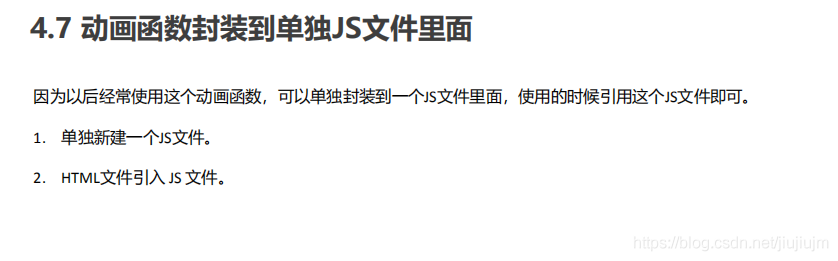 4.7 动画函数封装到单独JS文件里面
因为以后经常使用这个动画函数，可以单独封装到一个JS文件里面，使用的时候引用这个JS文件即可。
1. 单独新建一个JS文件。
2. HTML文件引入 JS 文件。
https://blog.csdn.net/jiujiujm